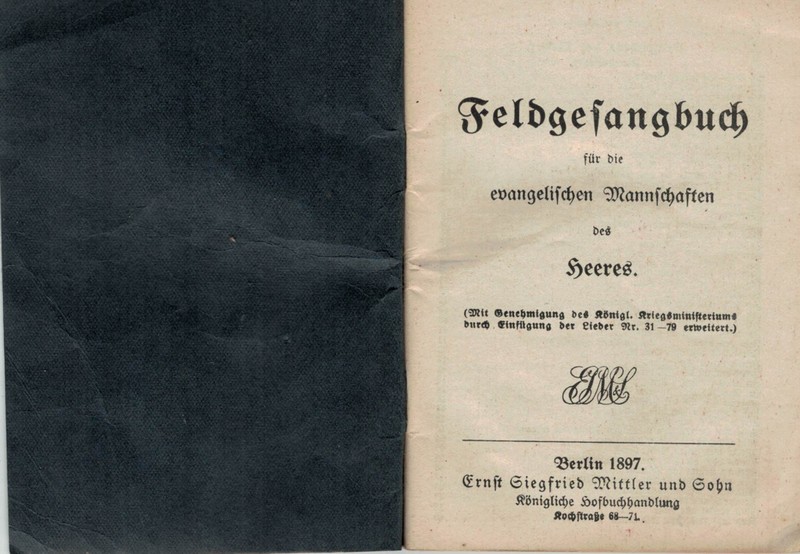 Feldgesangbuch
für die
evangelischen Mannschaften
des
Heeres.
(Mit Genehmigung des Königl. Kriegsministeriums
durch Einfügung der Lieder Nr. 31—79 erweitert.)
Berlin 1897.
Ernst Siegfried Mittler und Sohn
Königliche Hofbuchhandlung
Kochstraße 68—71.